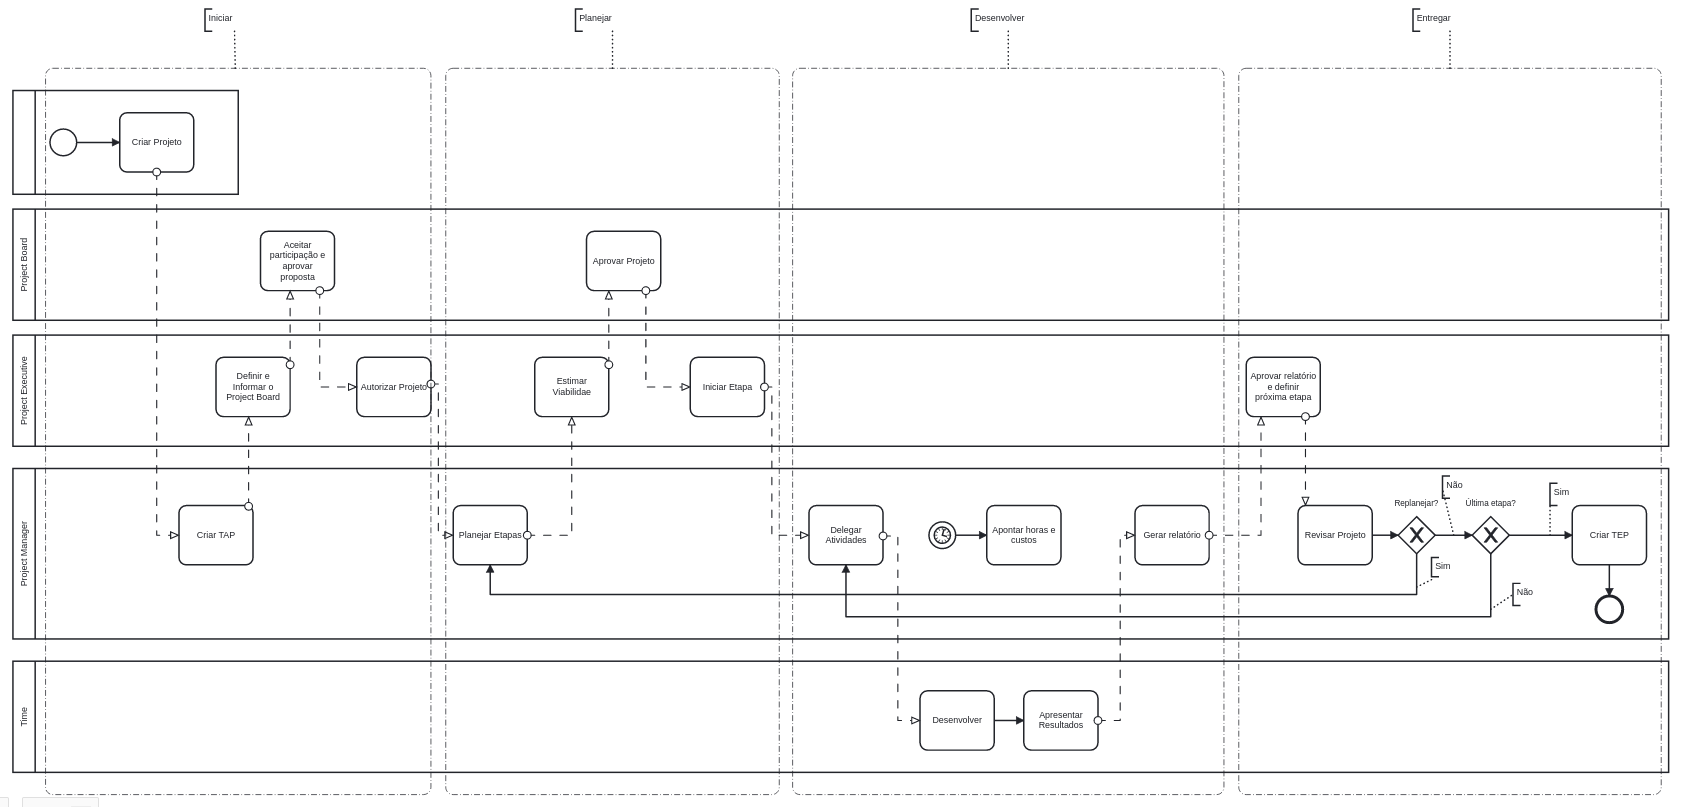 Iniciar
Planejar
Desenvolver
Entregar
Criar Projeto
Project Board
Aceitar
participação e
aprovar
proposta
Aprovar Projeto
Project Executive
Definir e
Informar o
Project Board
Autorizar Projeto
Estimar
Viabilidae
Iniciar Etapa
Aprovar relatório
e definir
próxima etapa
Project Manager
Criar TAP
Planejar Etapas
Delegar
Atividades
Apontar horas e
custos
Gerar relatório
Revisar Projeto
Replanejar?
Não
Última etapa?
Sim
Criar TEP
Sim
Não
Time
Desenvolver
Apresentar
Resultados